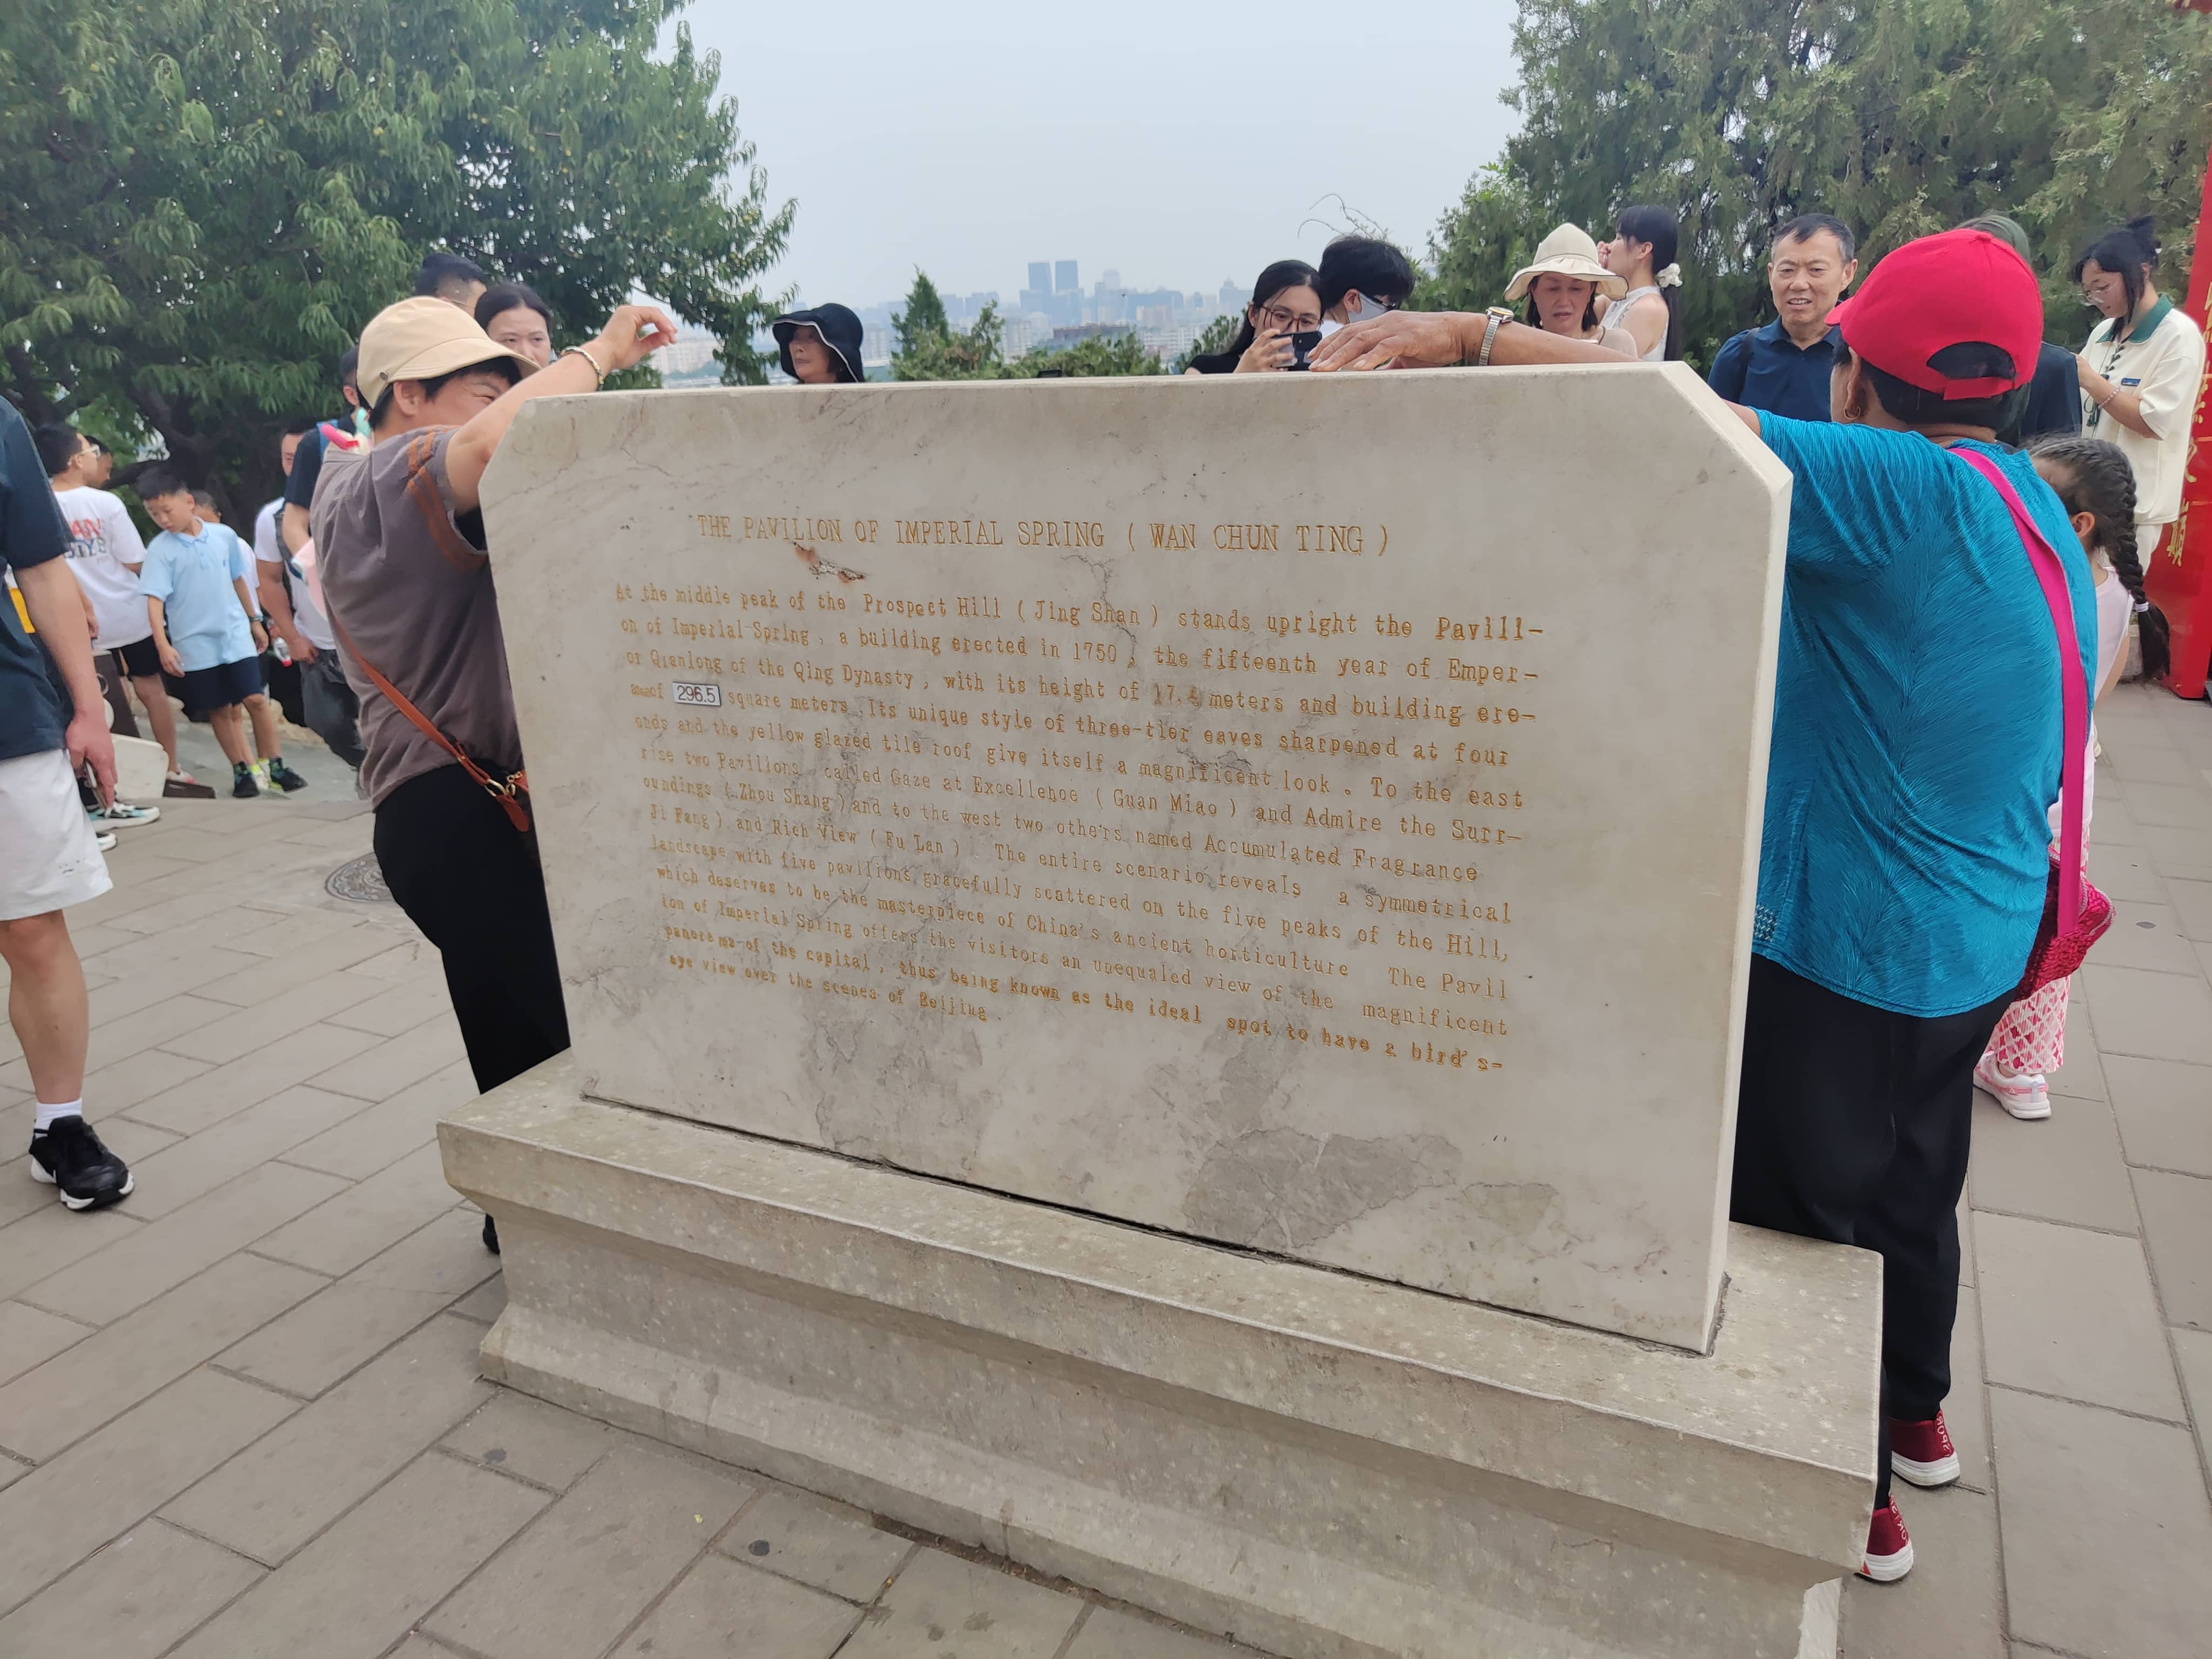 THE PAVILION OF IMPERIAL SPRING ( WAN CHUN TING )
At the middle peak of the Prospect Hill ( Jing Shan ) stands upright the Pavili-
on of Imperial Spring , a building erected in 1750 , the fifteenth year of Emper-
or Qianlong of the Qing Dynasty , with its height of 17.4 meters and building are-
of 296.5 square meters . Its unique style of three-tier eaves sharpened at four
onds and the yellow glazed tile roof give itself a magnificent look . To the east
rise two Pavilions called Gaze at Excellehoe ( Guan Miao ) and Admire the Surr-
oundings ( Zhou Shang ) and to the west two others named Accumulated Fragrance
Ji Fang ) and Rich View ( Fu Lan ) . The entire scenario reveals a symmetrical
landscape with five pavilions gracefully scattered on the five peaks of the Hill,
which deserves to be the masterpiece of China's ancient horticulture The Pavil
ion of Imperial Spring offers the visitors an unequaled view of the magnificent
panorama of the capital , thus being known as the ideal spot to have a bird's-
eye view over the scenes of Beijing .